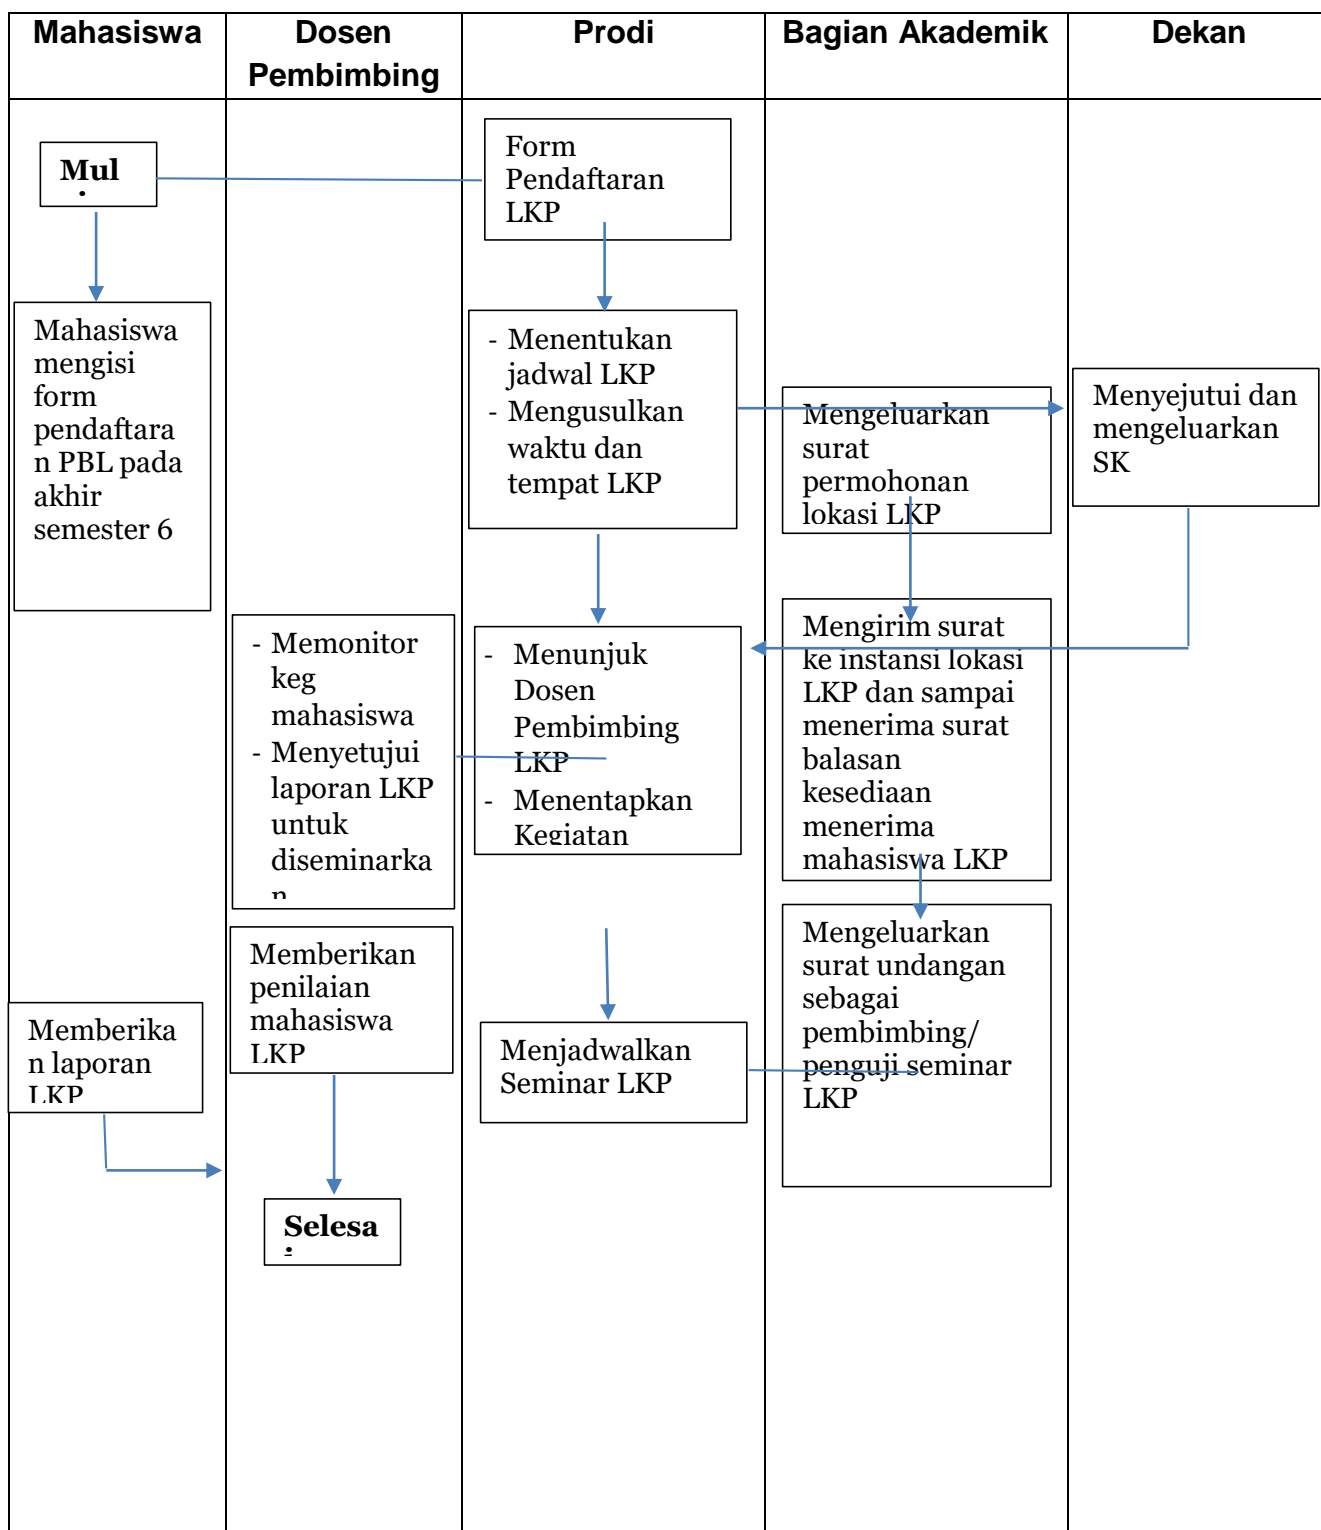 Mahasiswa
Dosen
Pembimbing
Prodi
Bagian Akademik
Dekan
Mul
Form
Pendaftaran
LKP
Mahasiswa
mengisi
form
pendaftara
n PBL pada
akhir
semester 6
- Menentukan
jadwal LKP
- Mengusulkan
waktu dan
tempat LKP
Mengeluarkan
surat
permohonan
lokasi LKP
Menyejutui dan
mengeluarkan
SK
- Memonitor
keg
mahasiswa
- Menyetujui
laporan LKP
untuk
diseminarka
n
- Menunjuk
Dosen
Pembimbing
LKP
- Menentapkan
Kegiatan
Mengirim surat
ke instansi lokasi
LKP dan sampai
menerima surat
balasan
kesediaan
menerima
mahasiswa LKP
Memberikan
penilaian
mahasiswa
LKP
Mengeluarkan
surat undangan
sebagai
pembimbing/
penguji seminar
LKP
Memberika
n laporan
LKP
Menjadwalkan
Seminar LKP
Selesa